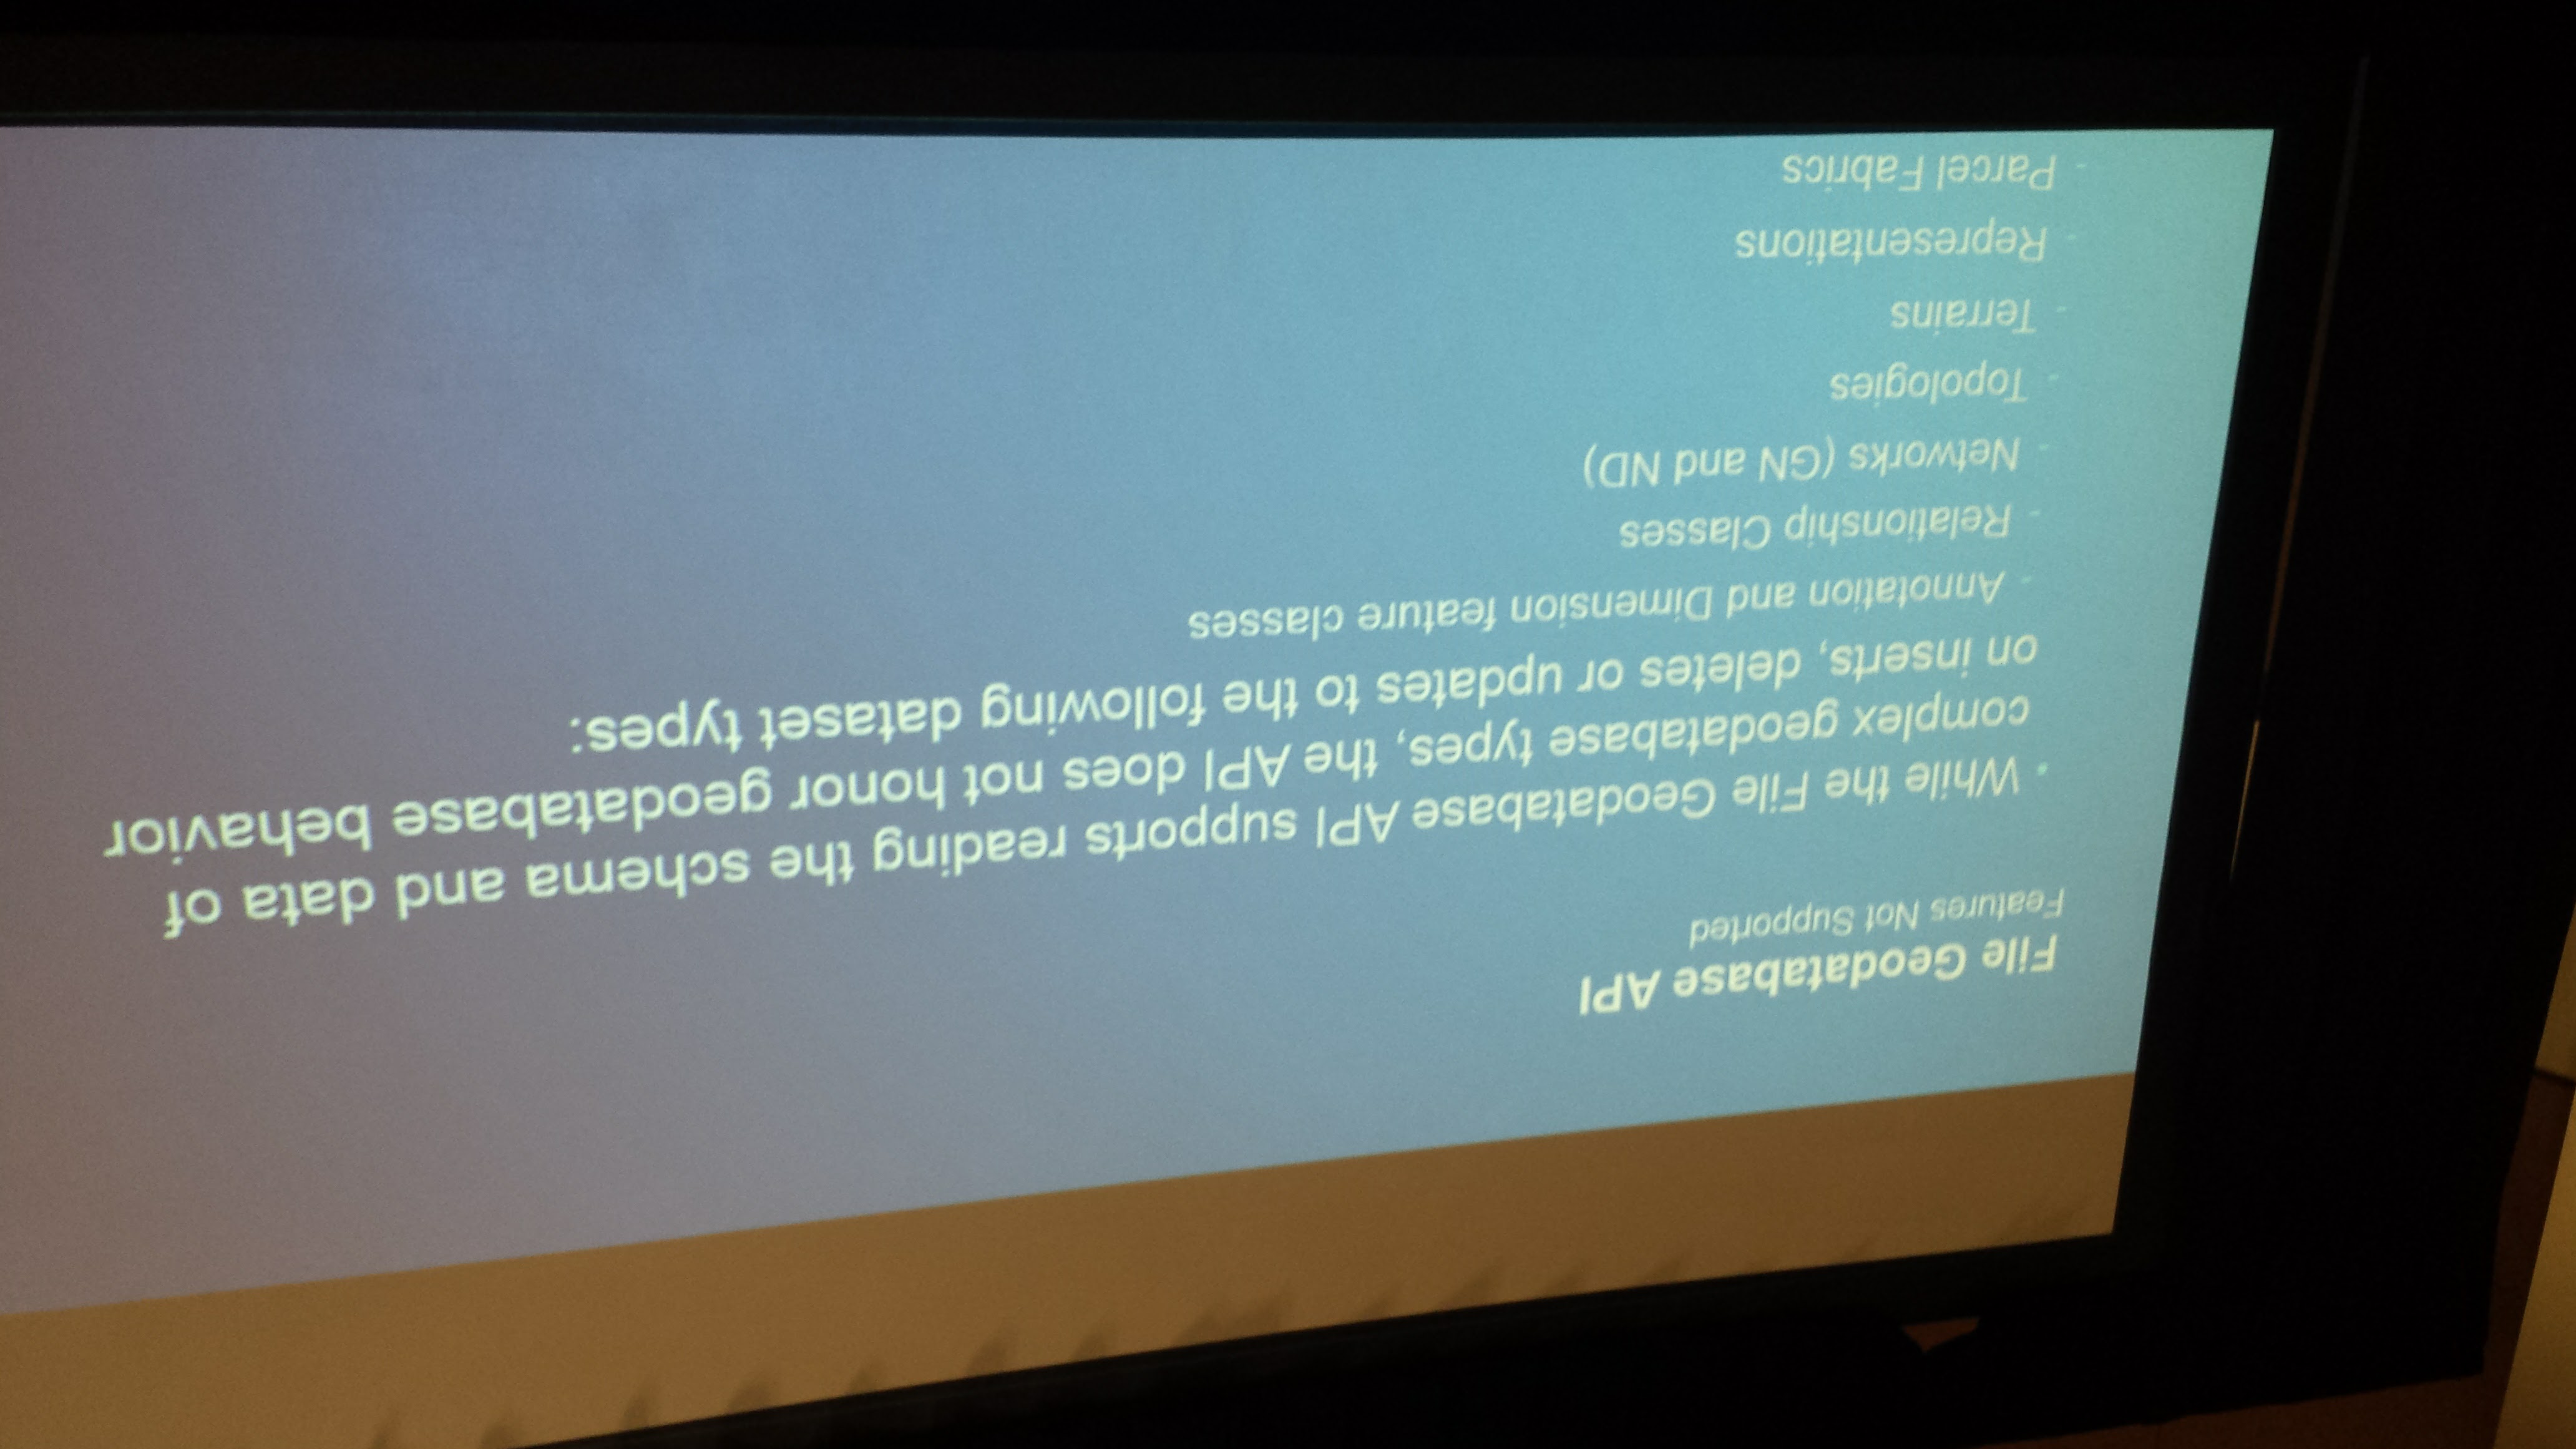 File Geodatabase API
Features Not Supported
• While the File Geodatabase API supports reading the schema and data of
complex geodatabase types, the API does not honor geodatabase behavior
on inserts, deletes or updates to the following dataset types:
- Annotation and Dimension feature classes
- Relationship Classes
- Networks (GN and ND)
- Topologies
- Terrains
- Representations
- Parcel Fabrics